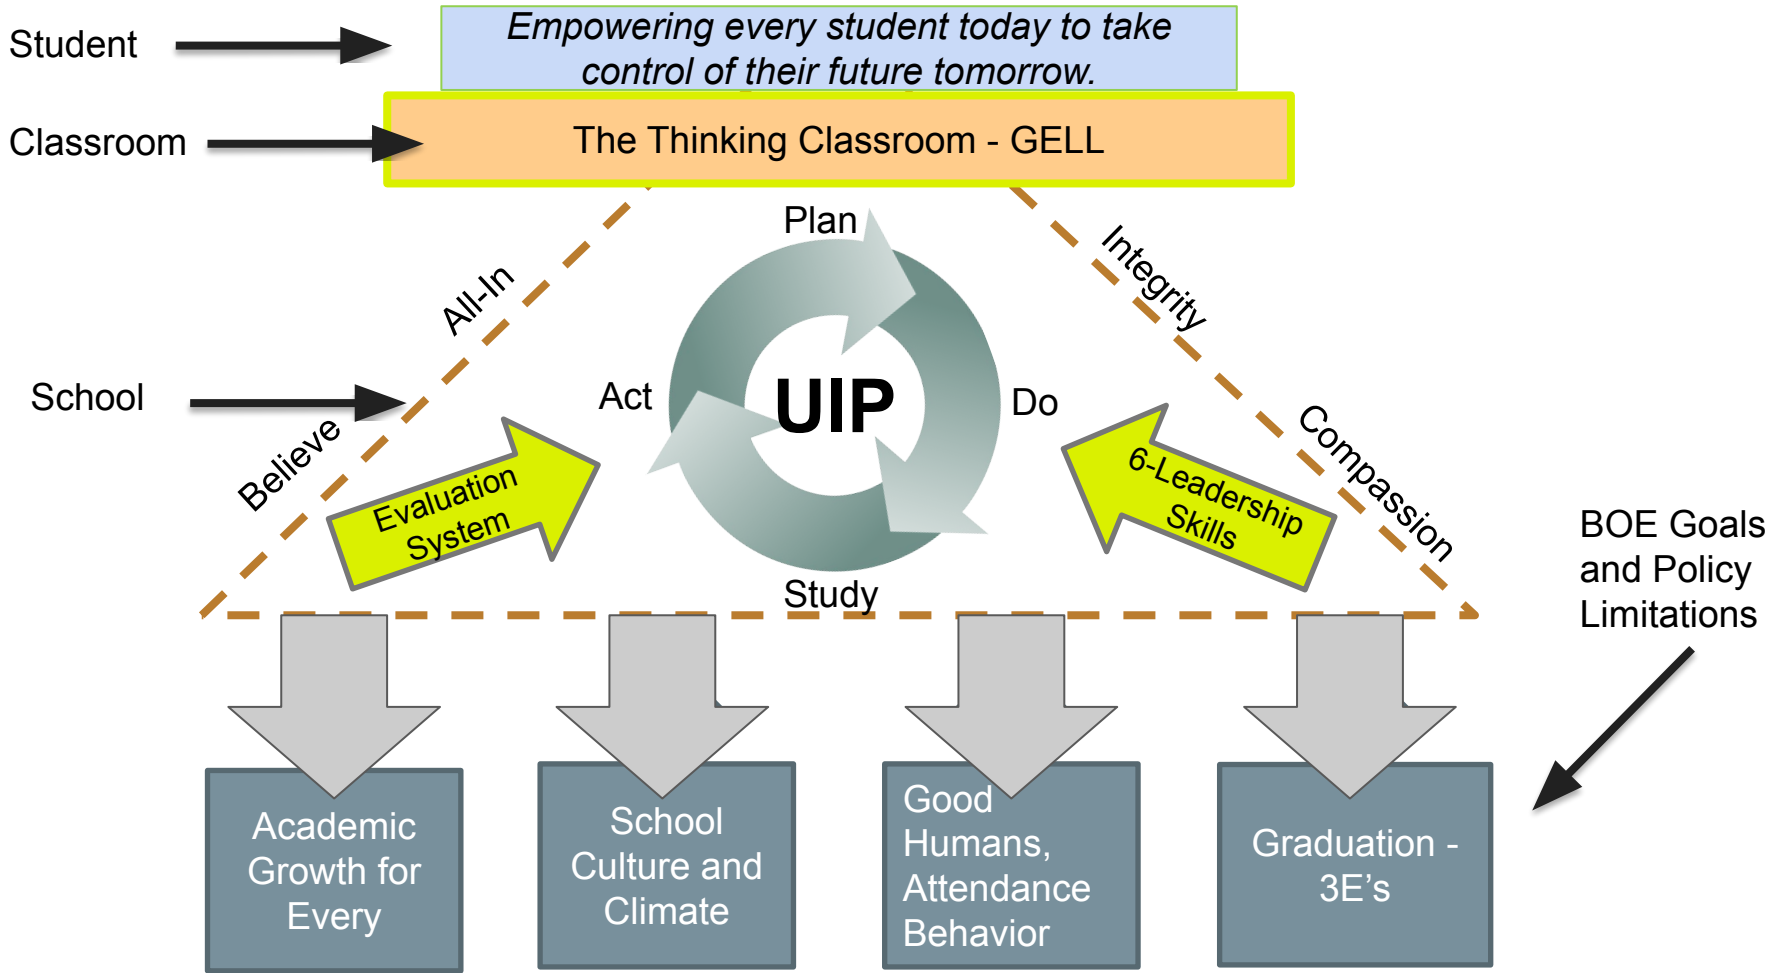 Student
Empowering every student today to take
control of their future tomorrow.
Classroom
The Thinking Classroom - GELL
Plan
All-In
Integrity
School
Act
UIP
Do
Believe
Compassion
Evaluation
System
6-Leadership
Skills
Study
BOE Goals
and Policy
Limitations
Academic
Growth for
Every
School
Culture and
Climate
Good
Humans,
Attendance
Behavior
Graduation -
3E’s